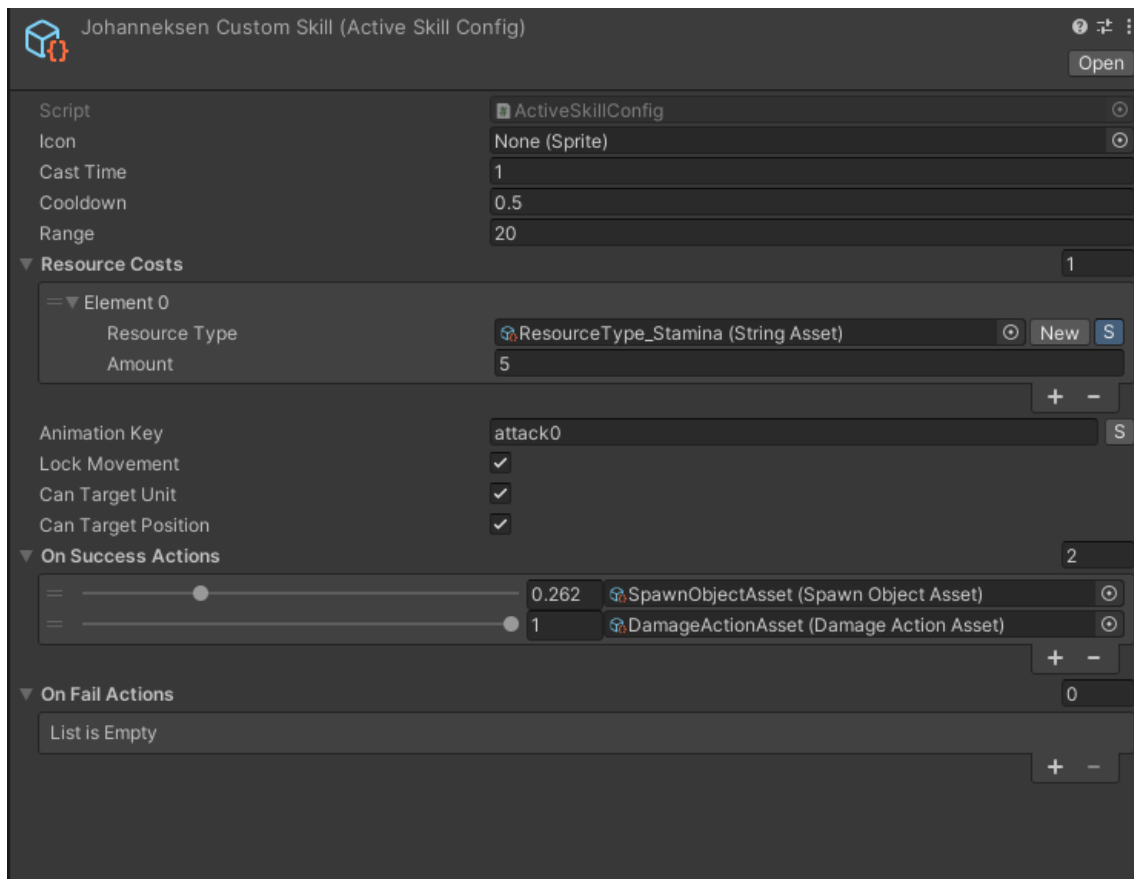 Johanneksen Custom Skill (Active Skill Config)
Open
Script ActiveSkillConfig
Icon None (Sprite)
Cast Time 1
Cooldown 0.5
Range 20
Resource Costs 1
Element 0
Resource Type ResourceType_Stamina (String Asset) New S
Amount 5
+ -
Animation Key attack0 S
Lock Movement
Can Target Unit
Can Target Position
On Success Actions 2
0.262 SpawnObjectAsset (Spawn Object Asset)
1 DamageActionAsset (Damage Action Asset)
+ -
On Fail Actions 0
List is Empty
+ -